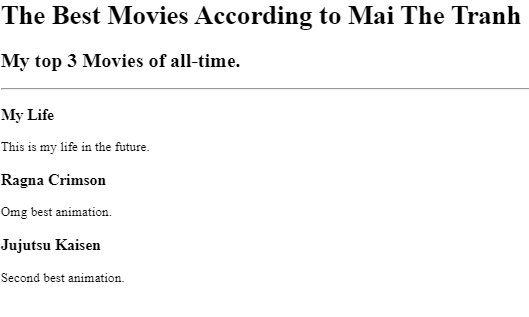 The Best Movies According to Mai The Tranh
My top 3 Movies of all-time.
My Life
This is my life in the future.
Ragna Crimson
Omg best animation.
Jujutsu Kaisen
Second best animation.